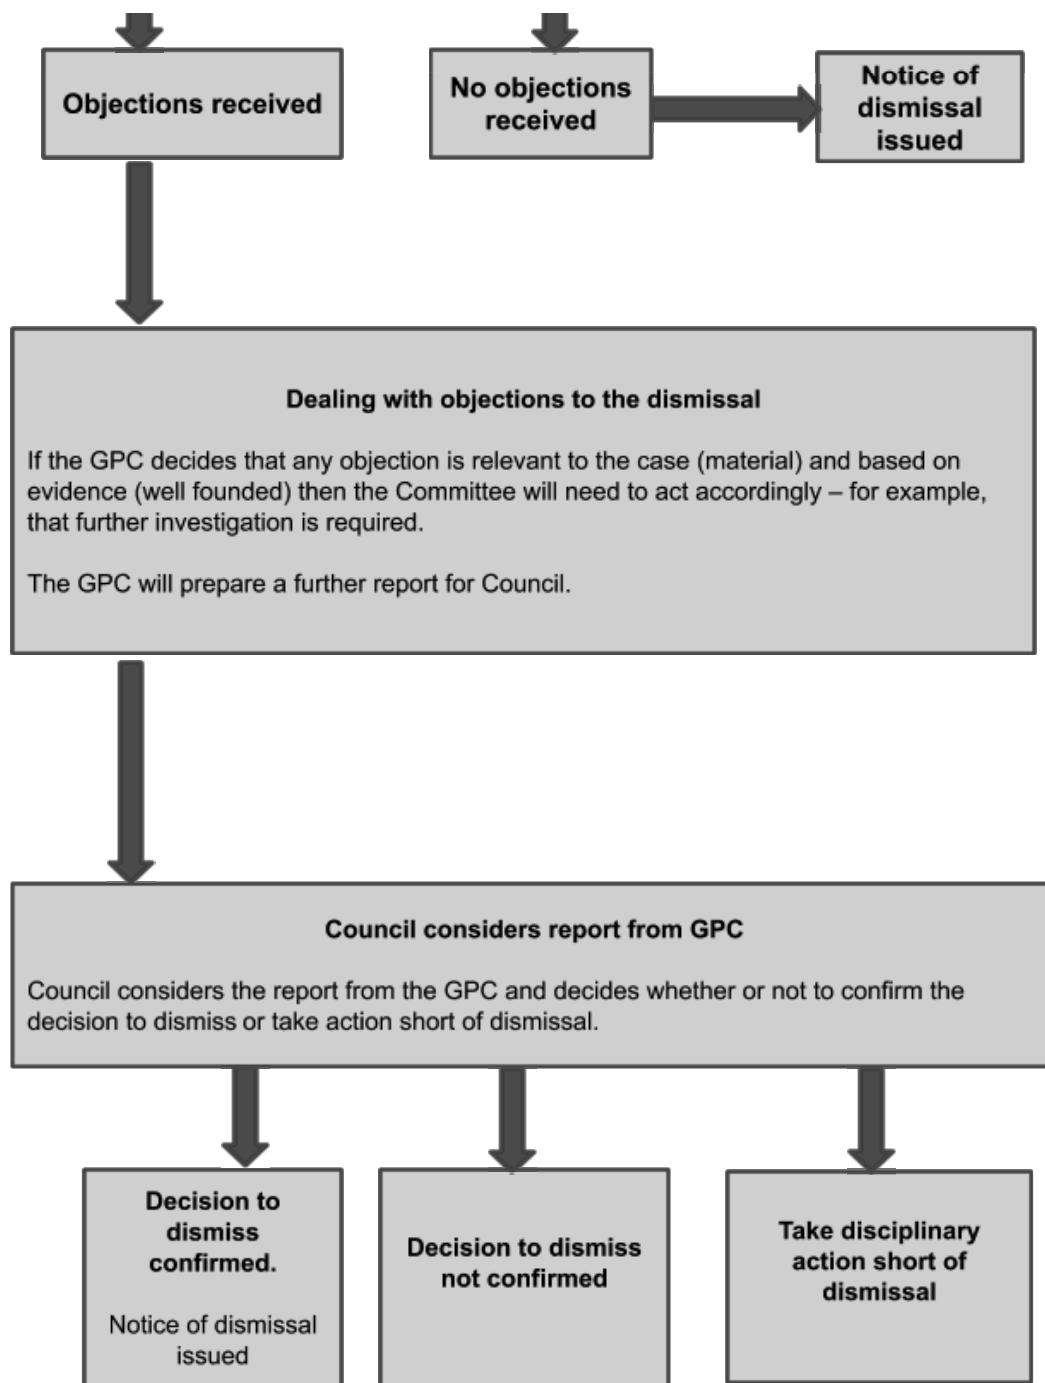 Objections received
No objections
received
Notice of
dismissal
issued
Dealing with objections to the dismissal
If the GPC decides that any objection is relevant to the case (material) and based on
evidence (well founded) then the Committee will need to act accordingly – for example,
that further investigation is required.
The GPC will prepare a further report for Council.
Council considers report from GPC
Council considers the report from the GPC and decides whether or not to confirm the
decision to dismiss or take action short of dismissal.
Decision to
dismiss
confirmed.
Notice of dismissal
issued
Decision to dismiss
not confirmed
Take disciplinary
action short of
dismissal